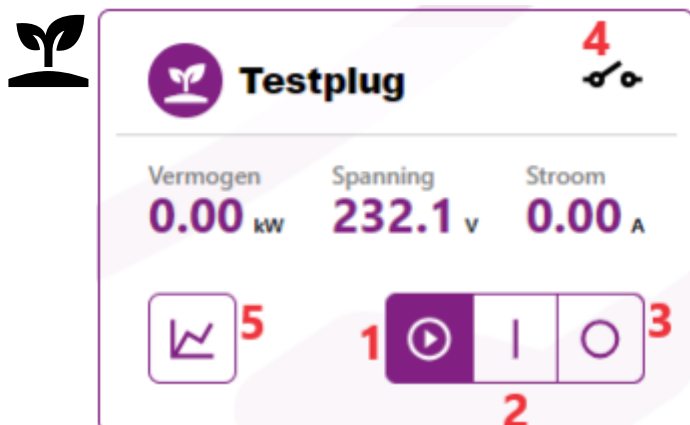 4
Testplug
Vermogen Spanning Stroom
0.00 kW 232.1 V 0.00 A
5 1 3
2